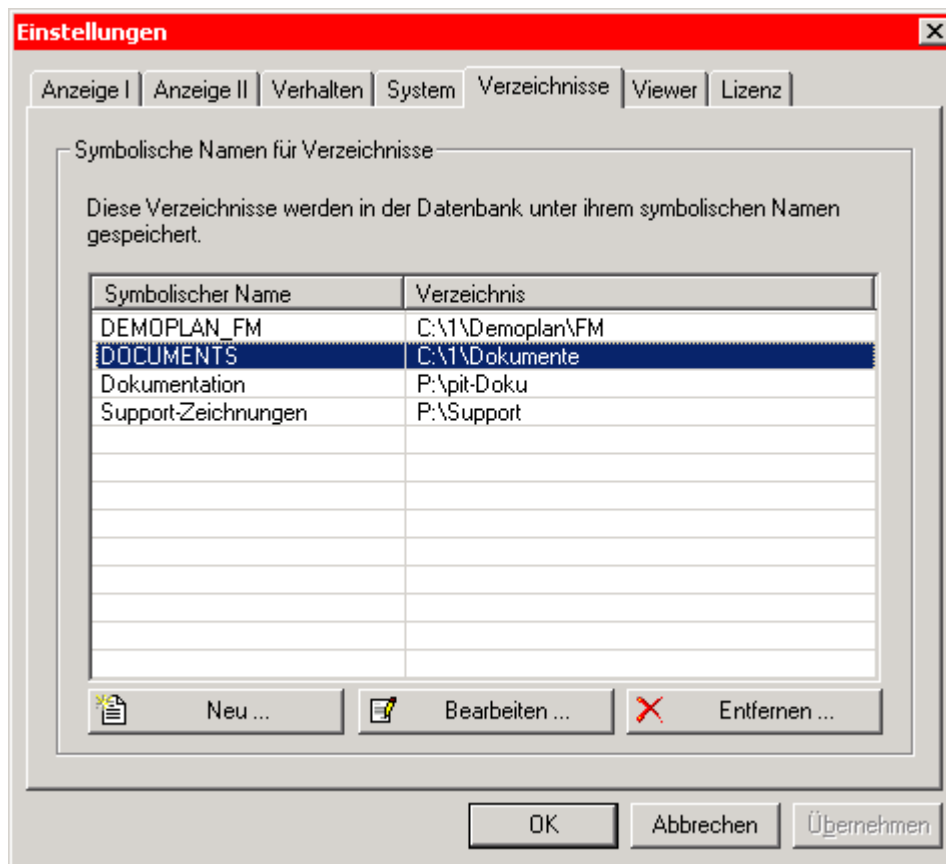 Einstellungen
Anzeige I Anzeige II Verhalten System Verzeichnisse Viewer Lizenz
Symbolische Namen für Verzeichnisse
Diese Verzeichnisse werden in der Datenbank unter ihrem symbolischen Namen
gespeichert.
Symbolischer Name Verzeichnis
DEMOPLAN_FM C:\1\Demoplan\FM
DOCUMENTS C:\1\Dokumente
Dokumentation P:\pit-Doku
Support-Zeichnungen P:\Support
Neu ... Bearbeiten ... Entfernen ...
OK Abbrechen Übernehmen